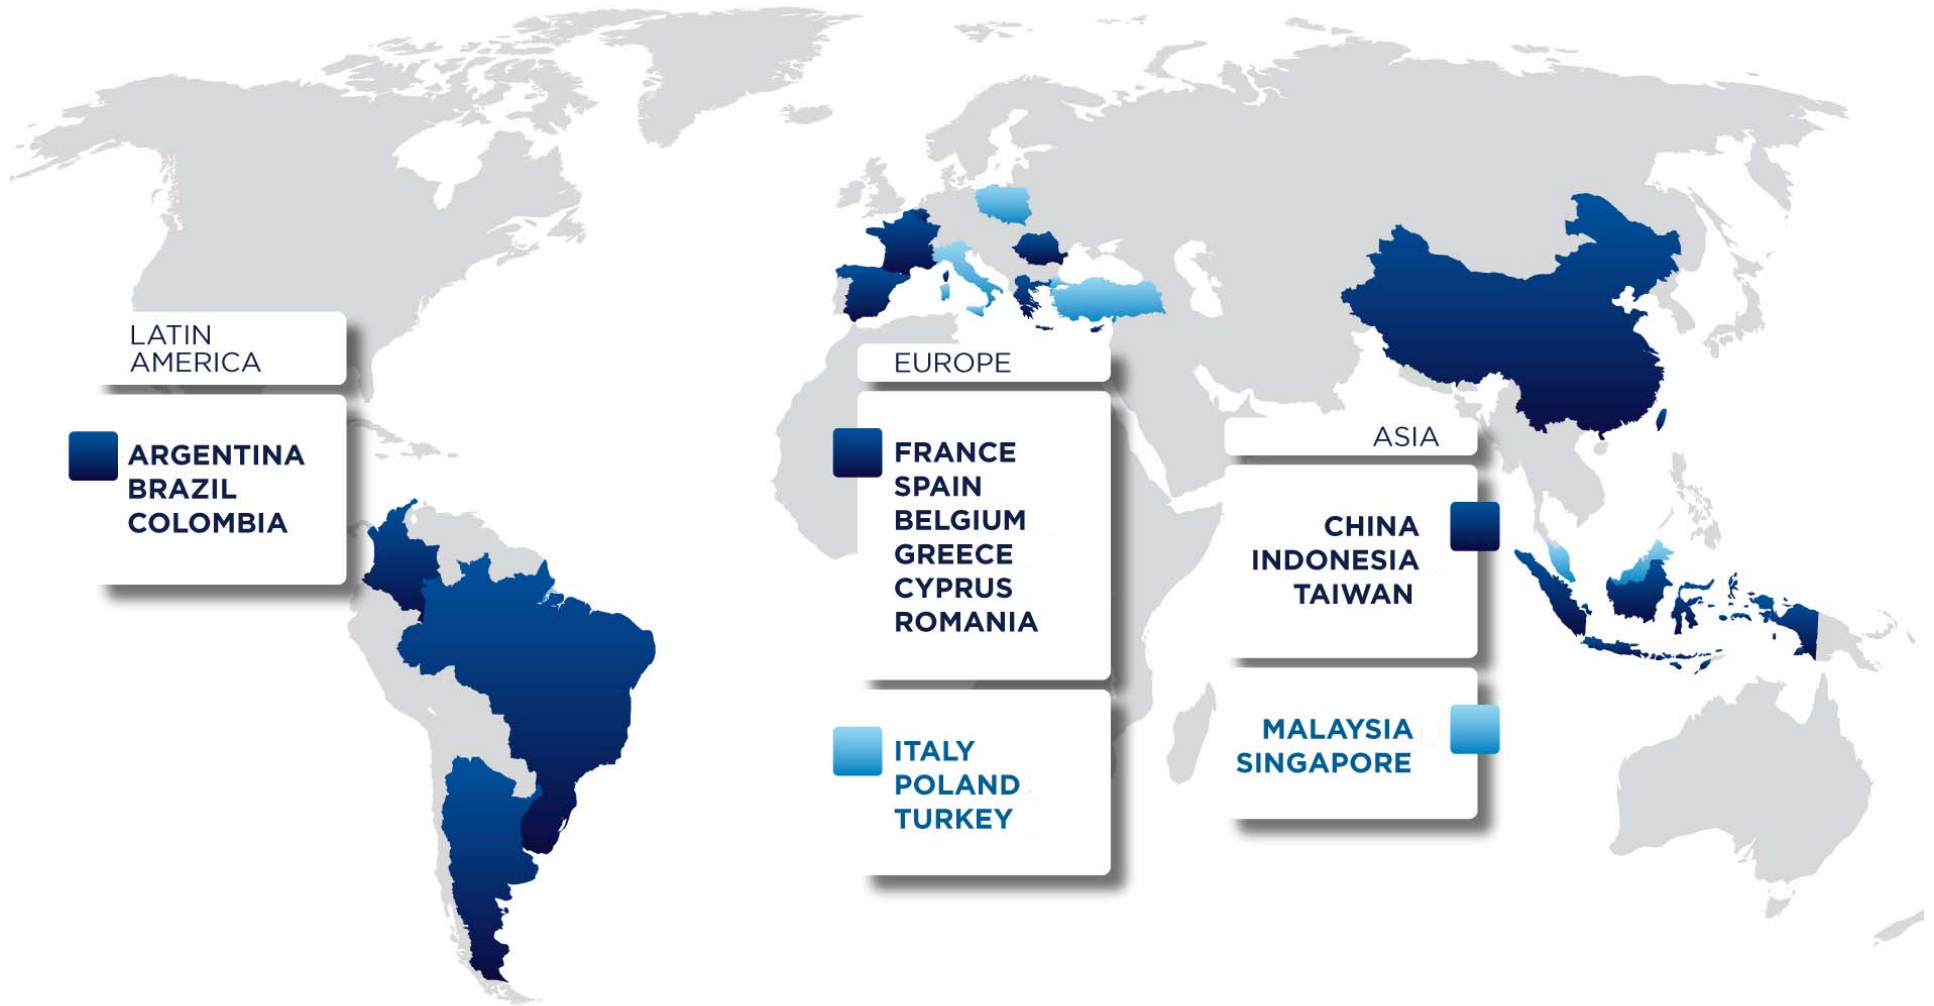 LATIN
AMERICA
ARGENTINA
BRAZIL
COLOMBIA
EUROPE
FRANCE
SPAIN
BELGIUM
GREECE
CYPRUS
ROMANIA
ITALY
POLAND
TURKEY
ASIA
CHINA
INDONESIA
TAIWAN
MALAYSIA
SINGAPORE